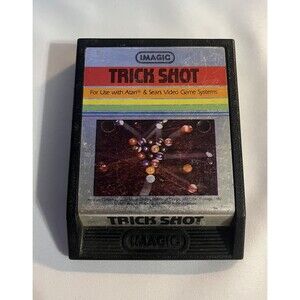 IMAGIC
TRICK SHOT
For Use with Atari® & Sears Video Game Systems
TRICK SHOT
IMAGIC